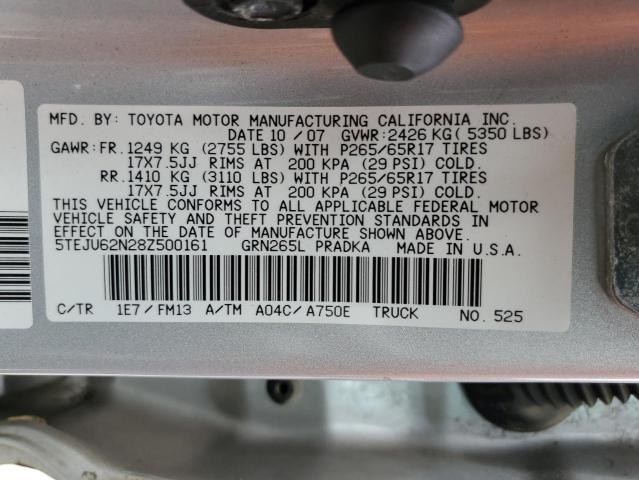 MFD. BY: TOYOTA MOTOR MANUFACTURING CALIFORNIA INC.
DATE 10 / 07 GVWR: 2426 KG ( 5350 LBS)
GAWR: FR. 1249 KG (2755 LBS) WITH P265/65R17 TIRES
17X7.5JJ RIMS AT 200 KPA (29 PSI) COLD.
RR. 1410 KG (3110 LBS) WITH P265/65R17 TIRES
17X7.5JJ RIMS AT 200 KPA (29 PSI) COLD.
THIS VEHICLE CONFORMS TO ALL APPLICABLE FEDERAL MOTOR
VEHICLE SAFETY AND THEFT PREVENTION STANDARDS IN
EFFECT ON THE DATE OF MANUFACTURE SHOWN ABOVE.
5TEJU62N28Z500161 GRN265L PRADKA MADE IN U.S.A.
C/TR 1E7 / FM13 A/TM A04C / A750E TRUCK NO. 525